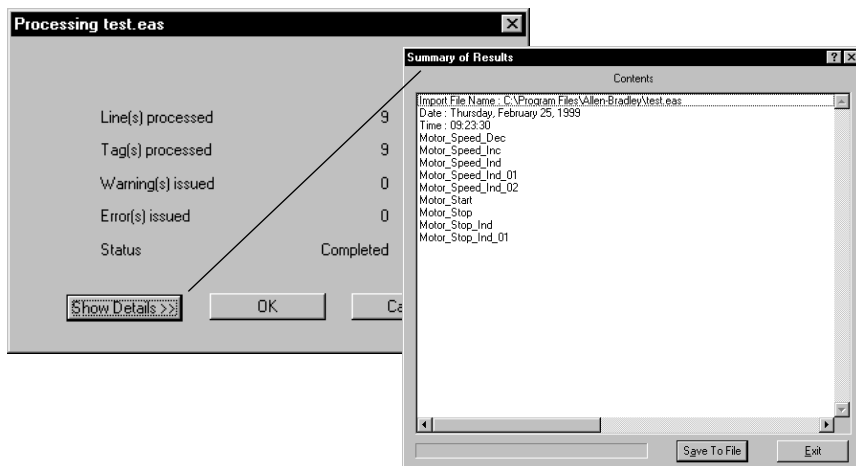 Processing test.eas
Line(s) processed 9
Tag(s) processed 9
Warning(s) issued 0
Error(s) issued 0
Status Completed
Show Details >>
OK
Summary of Results
Contents
Import File Name : C:\Program Files\Allen-Bradley\test.eas
Date : Thursday, February 25, 1999
Time : 09:23:30
Motor_Speed_Dec
Motor_Speed_Inc
Motor_Speed_Ind
Motor_Speed_Ind_01
Motor_Speed_Ind_02
Motor_Start
Motor_Stop
Motor_Stop_Ind
Motor_Stop_Ind_01
Save To File
Exit